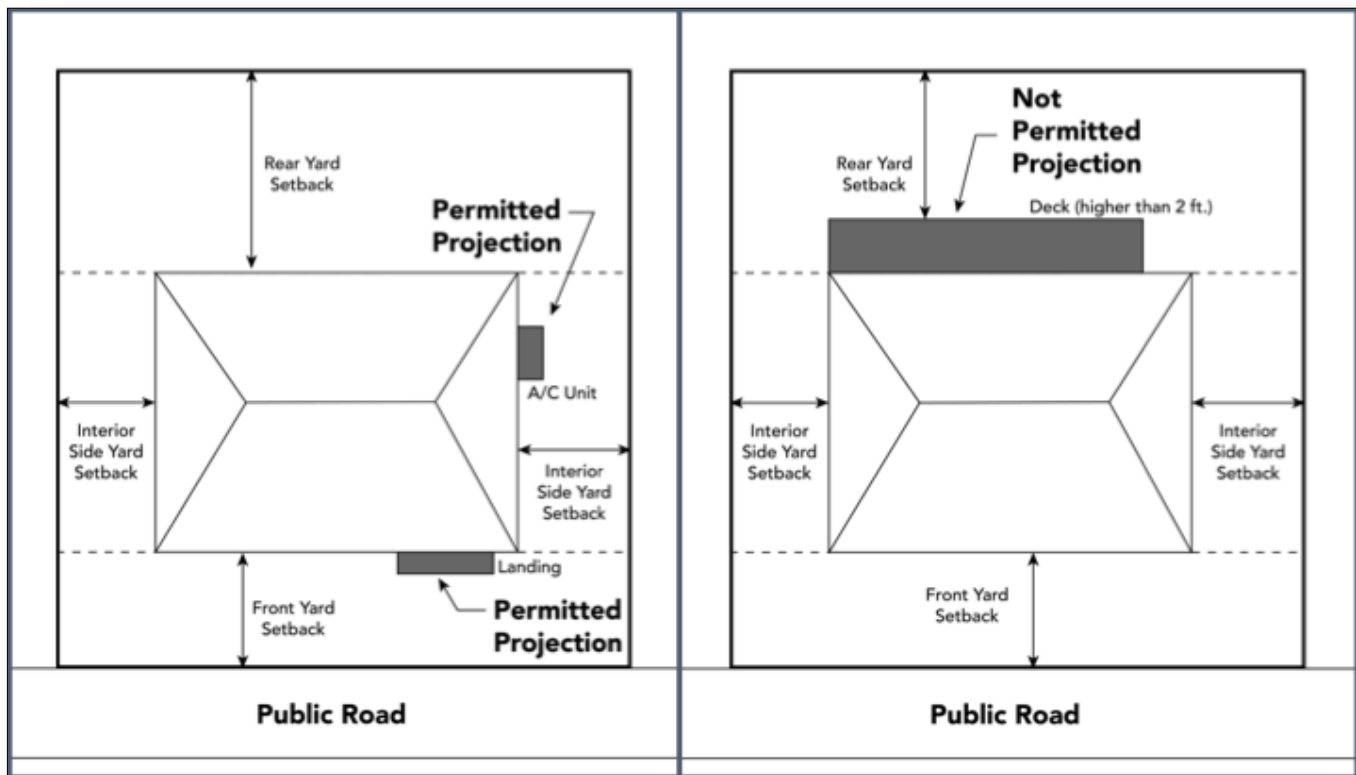 Rear Yard
Setback
Permitted
Projection
A/C Unit
Interior
Side Yard
Setback
Interior
Side Yard
Setback
Landing
Front Yard
Setback
Permitted
Projection
Public Road
Not
Permitted
Projection
Rear Yard
Setback
Deck (higher than 2 ft.)
Interior
Side Yard
Setback
Interior
Side Yard
Setback
Front Yard
Setback
Public Road